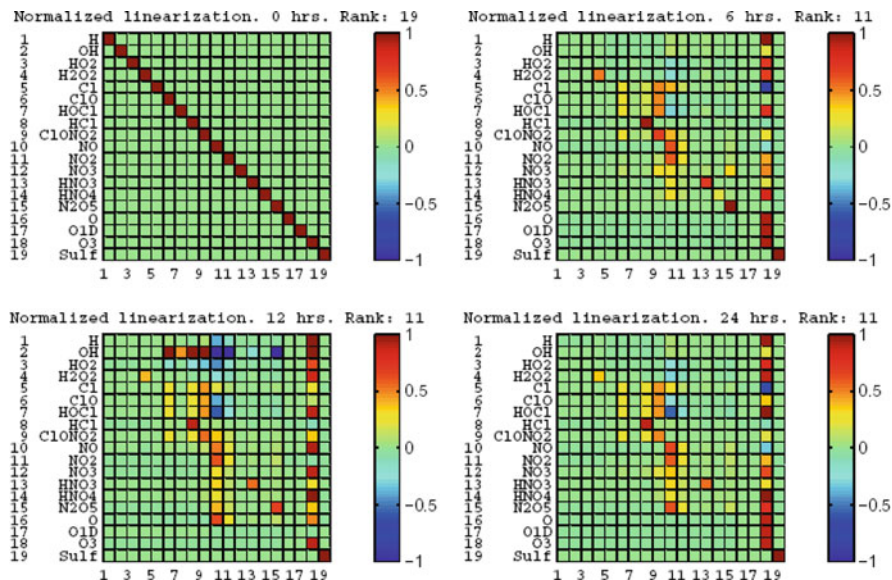 Normalized linearization. 0 hrs. Rank: 19
1 H
2 OH
3 HO2
4 H2O2
5 Cl
6 ClO
7 HOCl
8 HCl
9 ClONO2
10 NO
11 NO2
12 NO3
13 HNO3
14 HNO4
15 N2O5
16 O
17 O1D
18 O3
19 Sulf
1 3 5 7 9 11 13 15 17 19
1
0.5
0
−0.5
−1
Normalized linearization. 6 hrs. Rank: 11
1 H
2 OH
3 HO2
4 H2O2
5 Cl
6 ClO
7 HOCl
8 HCl
9 ClONO2
10 NO
11 NO2
12 NO3
13 HNO3
14 HNO4
15 N2O5
16 O
17 O1D
18 O3
19 Sulf
1 3 5 7 9 11 13 15 17 19
1
0.5
0
−0.5
−1
Normalized linearization. 12 hrs. Rank: 11
1 H
2 OH
3 HO2
4 H2O2
5 Cl
6 ClO
7 HOCl
8 HCl
9 ClONO2
10 NO
11 NO2
12 NO3
13 HNO3
14 HNO4
15 N2O5
16 O
17 O1D
18 O3
19 Sulf
1 3 5 7 9 11 13 15 17 19
1
0.5
0
−0.5
−1
Normalized linearization. 24 hrs. Rank: 11
1 H
2 OH
3 HO2
4 H2O2
5 Cl
6 ClO
7 HOCl
8 HCl
9 ClONO2
10 NO
11 NO2
12 NO3
13 HNO3
14 HNO4
15 N2O5
16 O
17 O1D
18 O3
19 Sulf
1 3 5 7 9 11 13 15 17 19
1
0.5
0
−0.5
−1